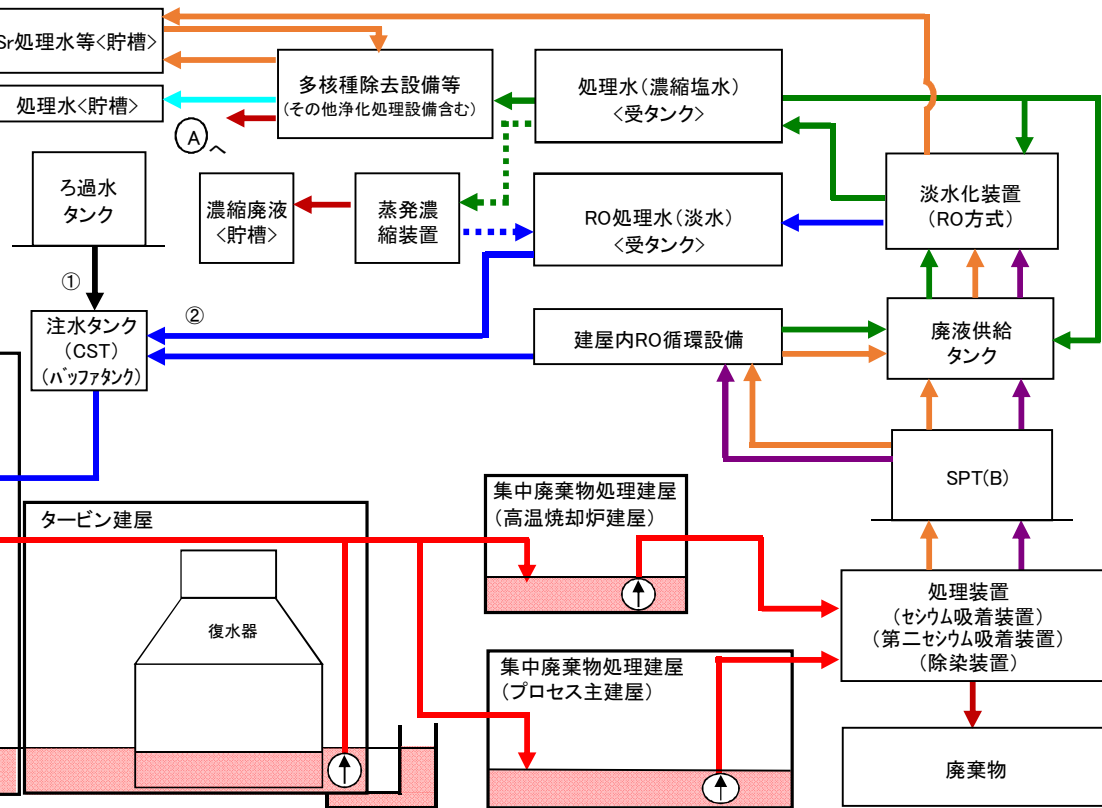 Sr処理水等<貯槽>
処理水<貯槽>
Ⓐへ
多核種除去設備等
(その他浄化処理設備含む)
処理水(濃縮塩水)
<受タンク>
ろ過水
タンク
濃縮廃液
<貯槽>
蒸発濃
縮装置
RO処理水(淡水)
<受タンク>
淡水化装置
(RO方式)
①
②
注水タンク
(CST)
(バッファタンク)
建屋内RO循環設備
廃液供給
タンク
SPT(B)
タービン建屋
復水器
集中廃棄物処理建屋
(高温焼却炉建屋)
集中廃棄物処理建屋
(プロセス主建屋)
処理装置
(セシウム吸着装置)
(第二セシウム吸着装置)
(除染装置)
廃棄物